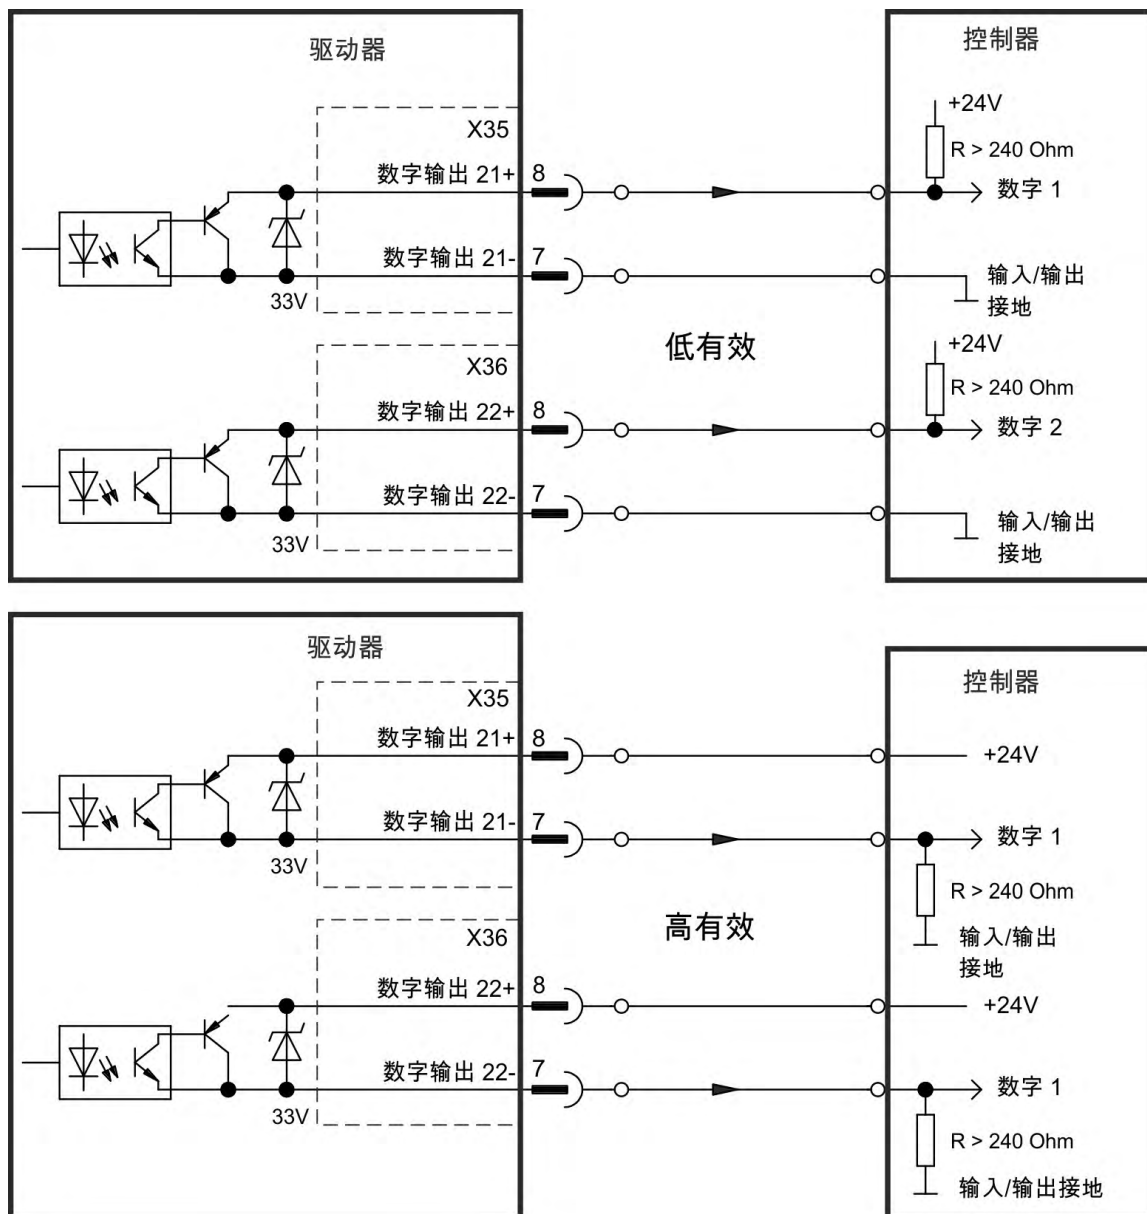 驱动器
控制器
+24V
X35
R > 240 Ohm
数字输出 21+ 8
数字 1
数字输出 21- 7
输入/输出
接地
33V
低有效
+24V
X36
R > 240 Ohm
数字输出 22+ 8
数字 2
数字输出 22- 7
输入/输出
接地
33V
驱动器
控制器
X35
数字输出 21+ 8
+24V
数字输出 21- 7
数字 1
33V
R > 240 Ohm
高有效
X36
输入/输出
接地
数字输出 22+ 8
+24V
数字输出 22- 7
数字 1
33V
R > 240 Ohm
输入/输出接地